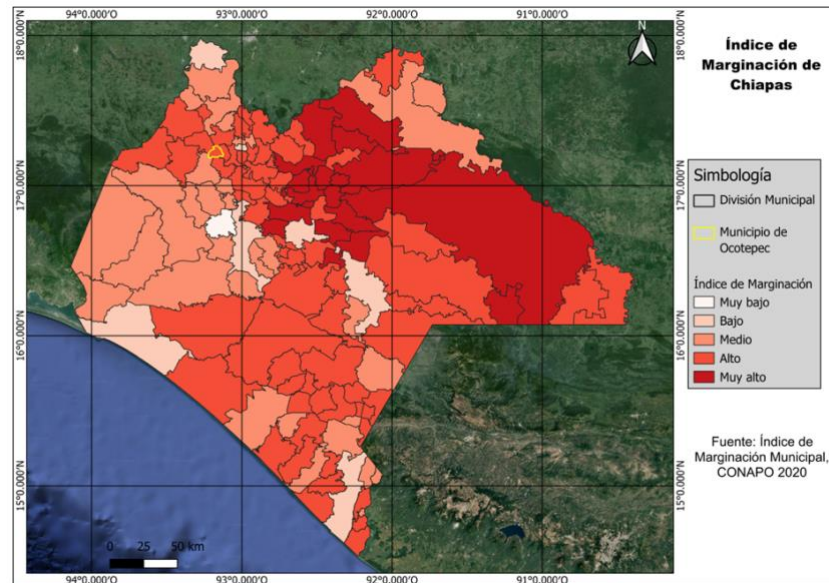 94°0.000'O
93°0.000'O
92°0.000'O
91°0.000'O
18°0.000'N
17°0.000'N
16°0.000'N
15°0.000'N
N
18°0.000'N
17°0.000'N
16°0.000'N
15°0.000'N
0 25 50 km
94°0.000'O
93°0.000'O
92°0.000'O
91°0.000'O
Índice de
Marginación de
Chiapas
Simbología
División Municipal
Municipio de
Ocotepec
Índice de Marginación
Muy bajo
Bajo
Medio
Alto
Muy alto
Fuente: Índice de
Marginación Municipal,
CONAPO 2020